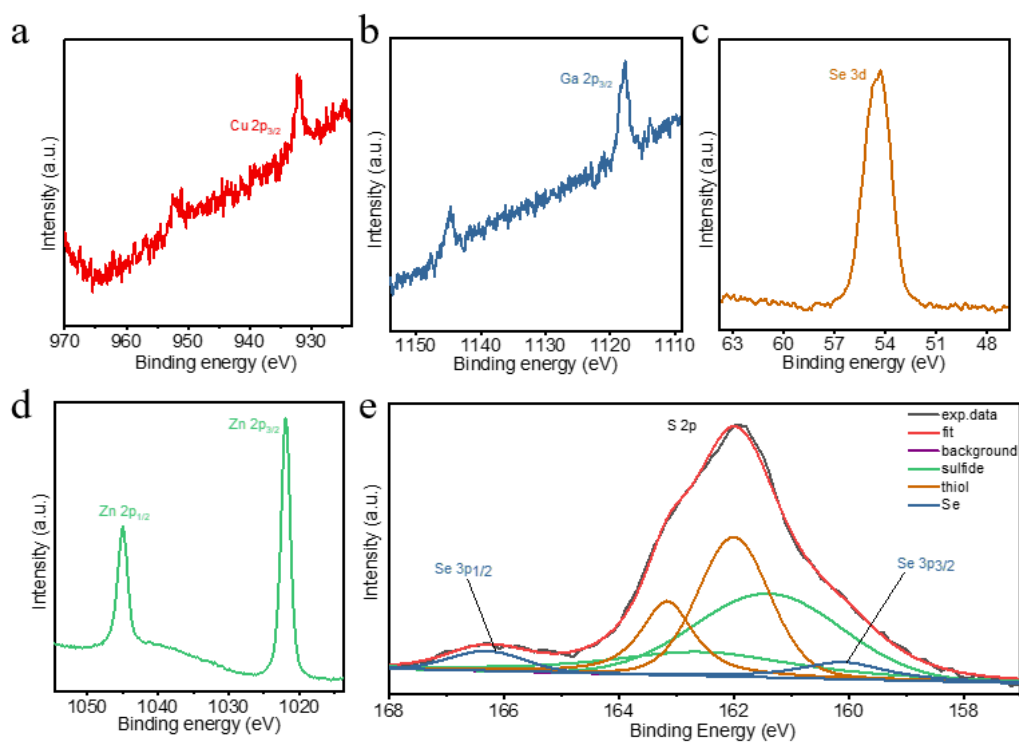 a
Cu 2p3/2
Intensity (a.u.)
970 960 950 940 930
Binding energy (eV)
b
Ga 2p3/2
Intensity (a.u.)
1150 1140 1130 1120 1110
Binding energy (eV)
c
Se 3d
Intensity (a.u.)
63 60 57 54 51 48
Binding energy (eV)
d
Zn 2p3/2
Zn 2p1/2
Intensity (a.u.)
1050 1040 1030 1020
Binding energy (eV)
e
S 2p
exp.data
fit
background
sulfide
thiol
Se
Se 3p1/2
Se 3p3/2
Intensity (a.u.)
168 166 164 162 160 158
Binding Energy (eV)